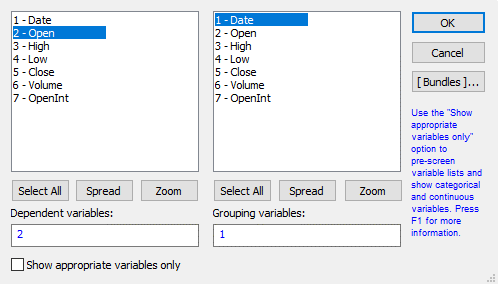 1 - Date
2 - Open
3 - High
4 - Low
5 - Close
6 - Volume
7 - OpenInt
1 - Date
2 - Open
3 - High
4 - Low
5 - Close
6 - Volume
7 - OpenInt
OK
Cancel
[ Bundles ]...
Use the "Show
appropriate
variables only"
option to
pre-screen
variable lists and
show categorical
and continuous
variables. Press
F1 for more
information.
Select All Spread Zoom
Select All Spread Zoom
Dependent variables:
2
Grouping variables:
1
Show appropriate variables only